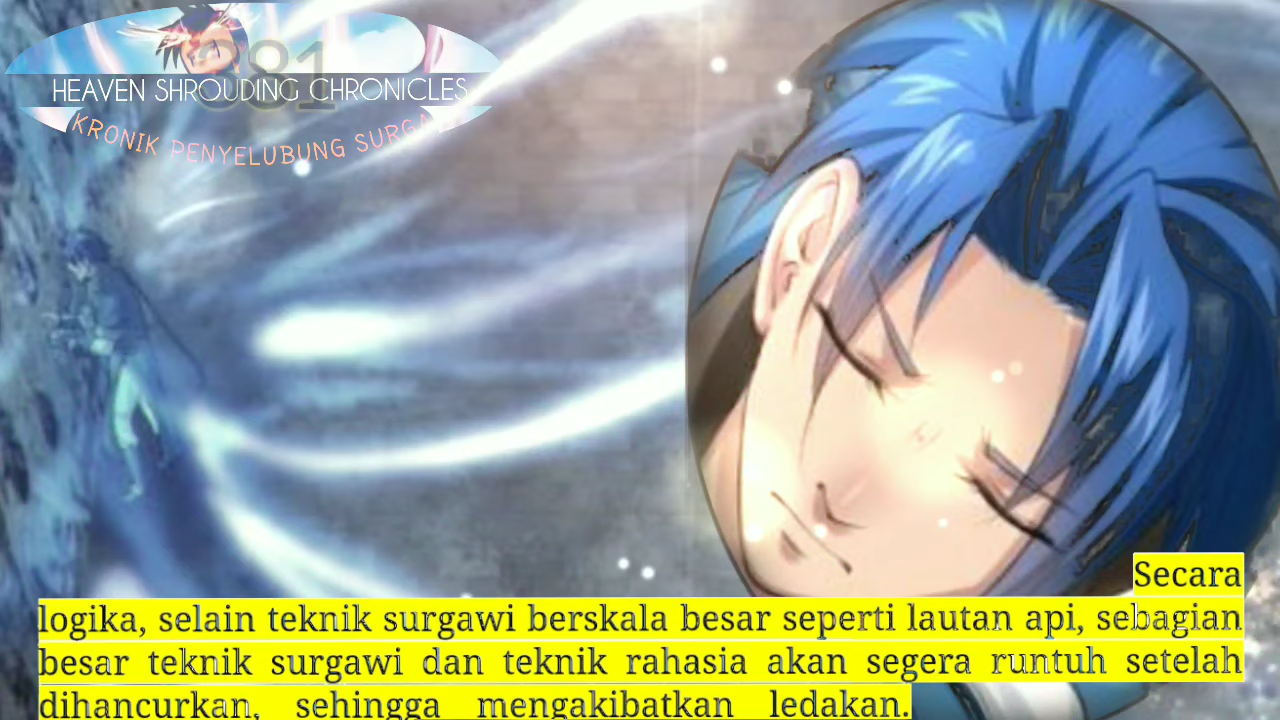 381
HEAVEN SHROUDING CHRONICLES
KRONIK PENYELUBUNG SURGA
Secara
logika, selain teknik surgawi berskala besar seperti lautan api, sebagian
besar teknik surgawi dan teknik rahasia akan segera runtuh setelah
dihancurkan, sehingga mengakibatkan ledakan.